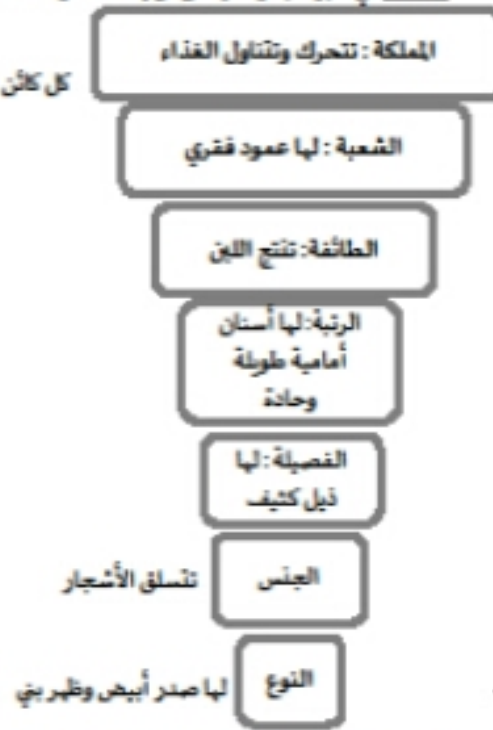 المملكة : تتحرك وتتناول الغذاء
كل كائن
الشعبة : لها عمود فقري
الطائفة: تنتج اللبن
الرتبة: لها أسنان
أمامية طويلة
وحادة
الفصيلة : لها
ذيل كثيف
الجنس
تتسلق الأشجار
النوع
لها صدر أبيض وظهر بني